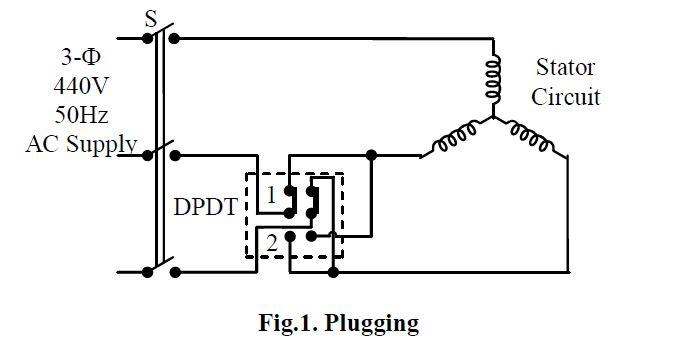 S
3-Φ
440V
50Hz
AC Supply
Stator
Circuit
DPDT
1
2
Fig.1. Plugging